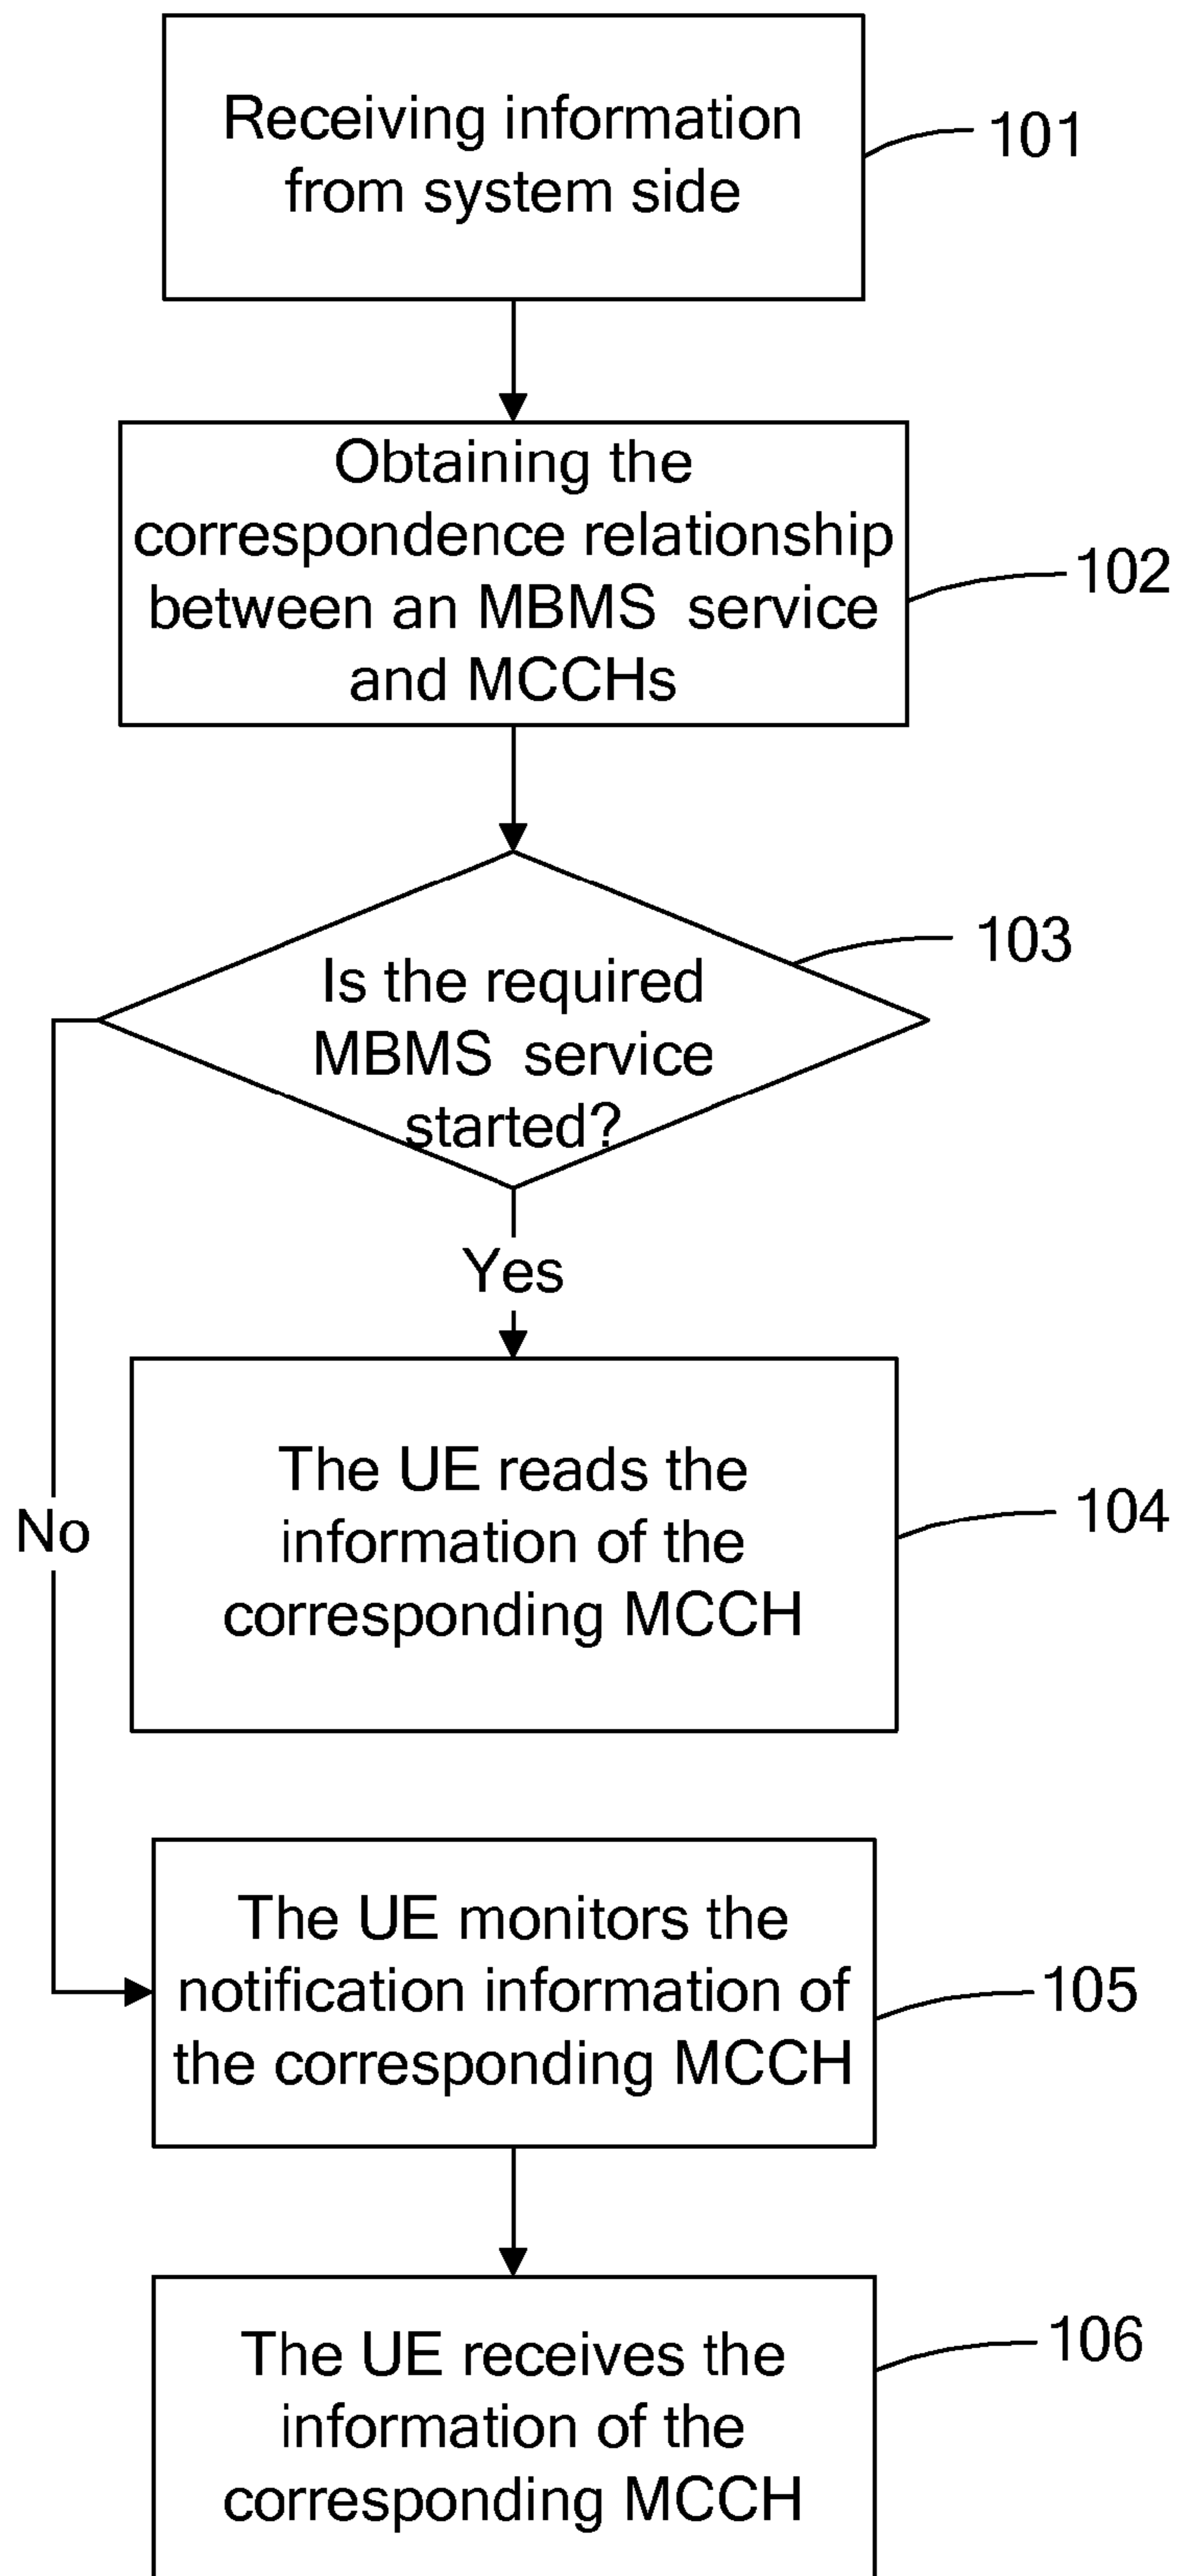 Receiving information
from system side
101
Obtaining the
correspondence relationship
between an MBMS service
and MCCHs
102
103
Is the required
MBMS service
started?
Yes
The UE reads the
information of the
corresponding MCCH
104
No
The UE monitors the
notification information of
the corresponding MCCH
105
The UE receives the
information of the
corresponding MCCH
106